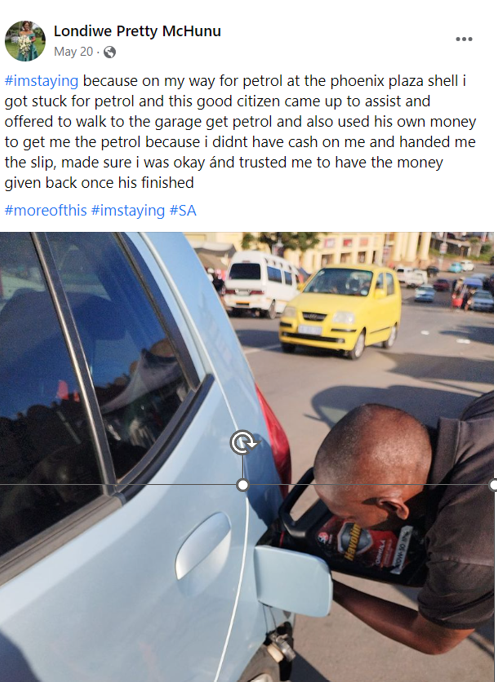 Londiwe Pretty McHunu
May 20 ·
#imstaying because on my way for petrol at the phoenix plaza shell i
got stuck for petrol and this good citizen came up to assist and
offered to walk to the garage get petrol and also used his own money
to get me the petrol because i didnt have cash on me and handed me
the slip, made sure i was okay ánd trusted me to have the money
given back once his finished
#moreofthis #imstaying #SA
Havoline